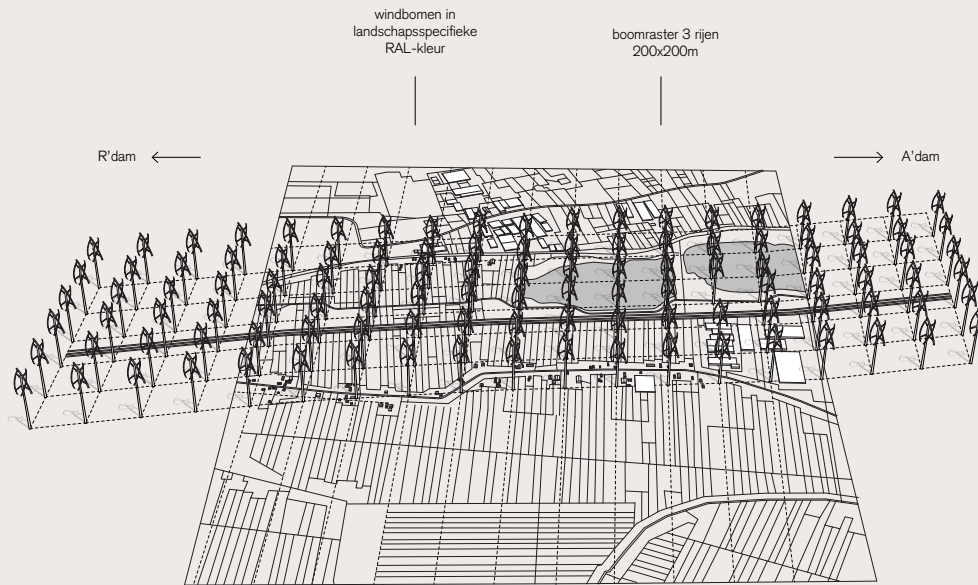 windbomen in
landschapsspecifieke
RAL-kleur
boomraster 3 rijen
200x200m
R'dam
A'dam